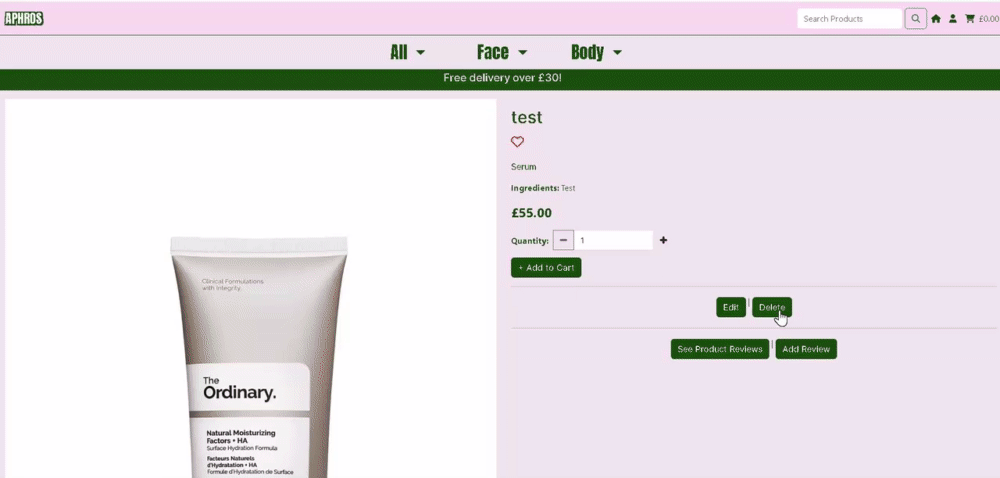 APHROS
Search Products
£0.00
All
Face
Body
Free delivery over £30!
test
Serum
Ingredients: Test
£55.00
Quantity: 1
+ Add to Cart
Edit | Delete
See Product Reviews | Add Review
Clinical Formulations
with Integrity.
The
Ordinary.
Natural Moisturizing
Factors + HA
Surface Hydration Formula
Facteurs Naturels
d'Hydratation + HA
Formule d'Hydratation de Surface